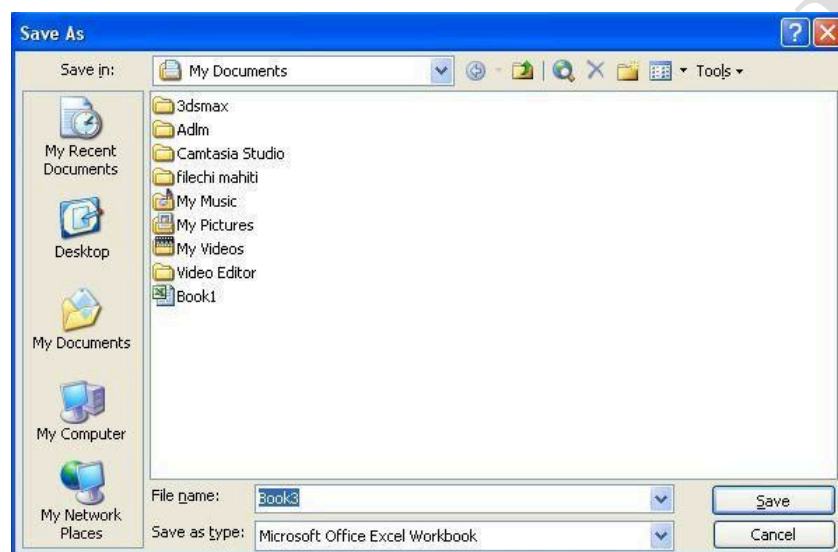 Save As
Save in:
My Documents
Tools
My Recent
Documents
Desktop
My Documents
My Computer
My Network
Places
3dsmax
Adlm
Camtasia Studio
filechi mahiti
My Music
My Pictures
My Videos
Video Editor
Book1
File name:
Book3
Save
Save as type:
Microsoft Office Excel Workbook
Cancel